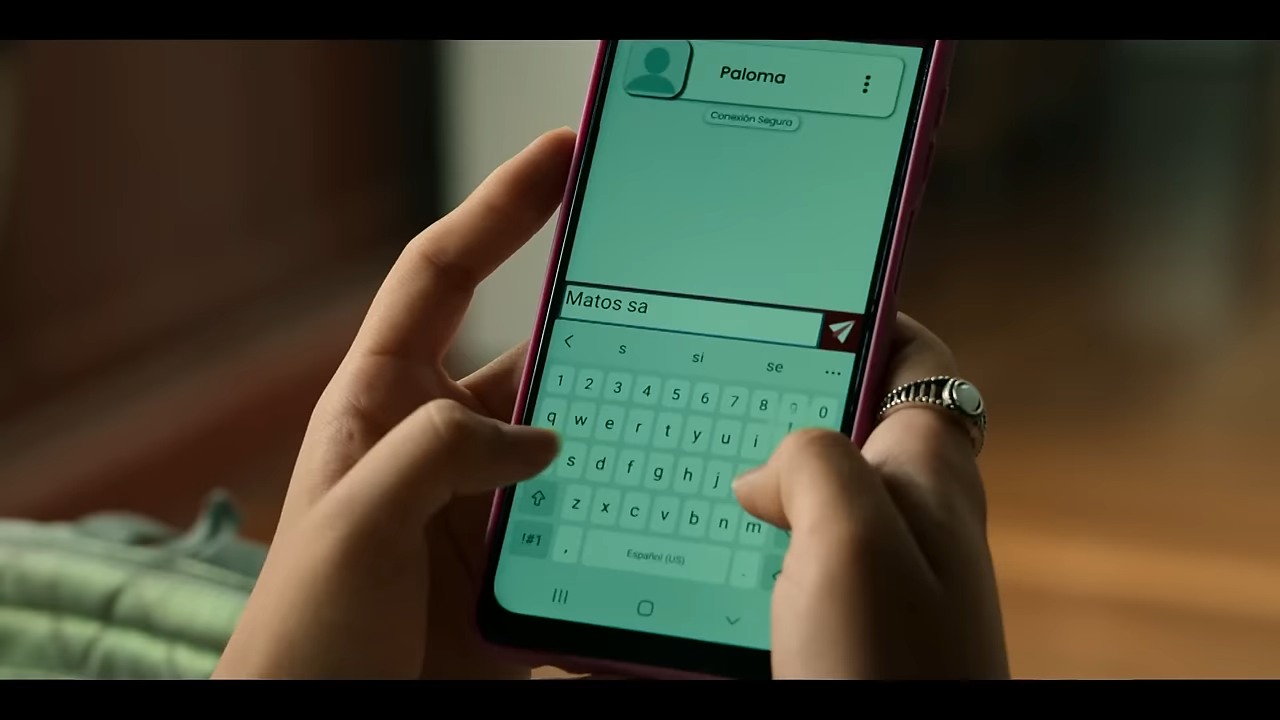 Paloma
Conexión Segura
Matos sa
s si se
1 2 3 4 5 6 7 8 9 0
q w e r t y u i
s d f g h j
z x c v b n m
!#1 , Español (US) .